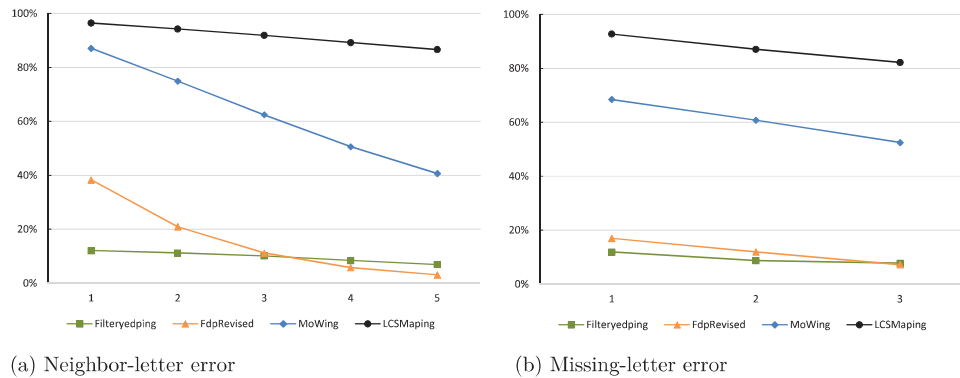 100%
80%
60%
40%
20%
0%
1 2 3 4 5
Filteryedping FdpRevised MoWing LCSMaping
(a) Neighbor-letter error
100%
80%
60%
40%
20%
0%
1 2 3
Filteryedping FdpRevised MoWing LCSMaping
(b) Missing-letter error